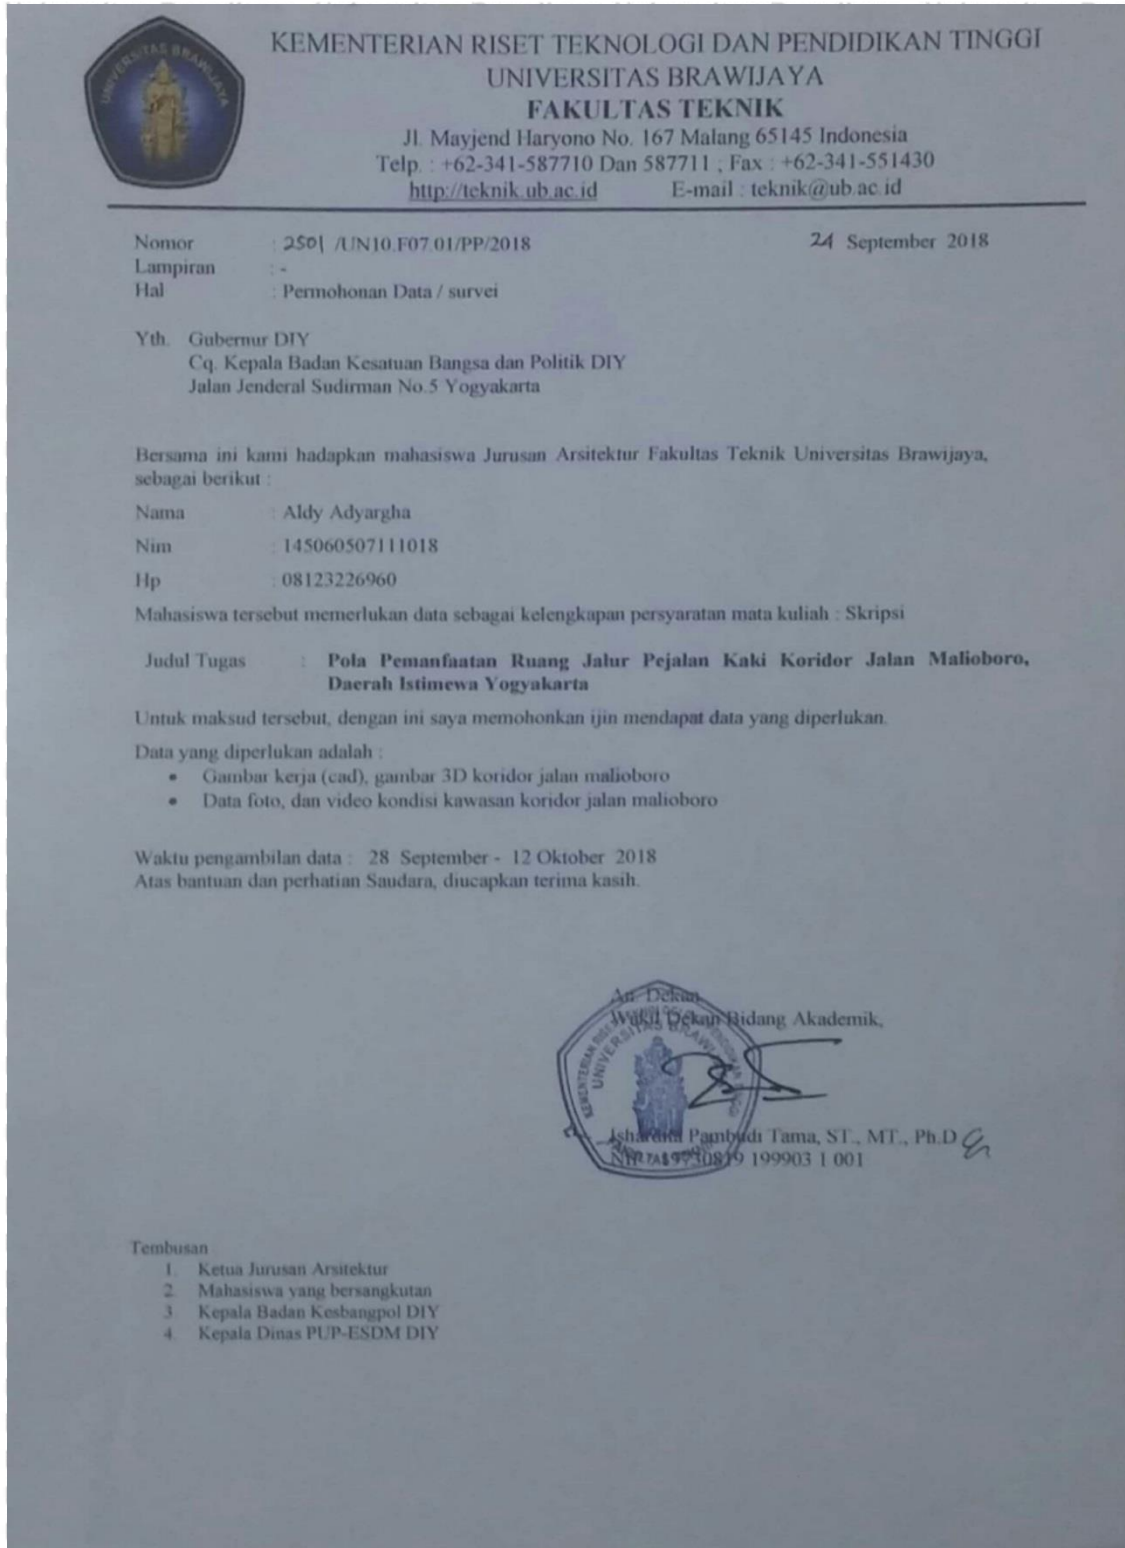 UNIVERSITAS BRAWIJAYA
KEMENTERIAN RISET TEKNOLOGI DAN PENDIDIKAN TINGGI
UNIVERSITAS BRAWIJAYA
FAKULTAS TEKNIK
Jl. Mayjend Haryono No. 167 Malang 65145 Indonesia
Telp. : +62-341-587710 Dan 587711 ; Fax : +62-341-551430
http://teknik.ub.ac.id E-mail : teknik@ub.ac.id
Nomor : 2501 /UN10.F07.01/PP/2018 24 September 2018
Lampiran : -
Hal : Permohonan Data / survei
Yth. Gubernur DIY
Cq. Kepala Badan Kesatuan Bangsa dan Politik DIY
Jalan Jenderal Sudirman No.5 Yogyakarta
Bersama ini kami hadapkan mahasiswa Jurusan Arsitektur Fakultas Teknik Universitas Brawijaya,
sebagai berikut :
Nama : Aldy Adyargha
Nim : 145060507111018
Hp : 08123226960
Mahasiswa tersebut memerlukan data sebagai kelengkapan persyaratan mata kuliah : Skripsi
Judul Tugas : Pola Pemanfaatan Ruang Jalur Pejalan Kaki Koridor Jalan Malioboro,
Daerah Istimewa Yogyakarta
Untuk maksud tersebut, dengan ini saya memohonkan ijin mendapat data yang diperlukan.
Data yang diperlukan adalah :
• Gambar kerja (cad), gambar 3D koridor jalan malioboro
• Data foto, dan video kondisi kawasan koridor jalan malioboro
Waktu pengambilan data : 28 September - 12 Oktober 2018
Atas bantuan dan perhatian Saudara, diucapkan terima kasih.
An. Dekan
Wakil Dekan Bidang Akademik,
UNIVERSITAS BRAWIJAYA
Pambudi Tama, ST., MT., Ph.D
199903 1 001
Tembusan
1. Ketua Jurusan Arsitektur
2. Mahasiswa yang bersangkutan
3. Kepala Badan Kesbangpol DIY
4. Kepala Dinas PUP-ESDM DIY